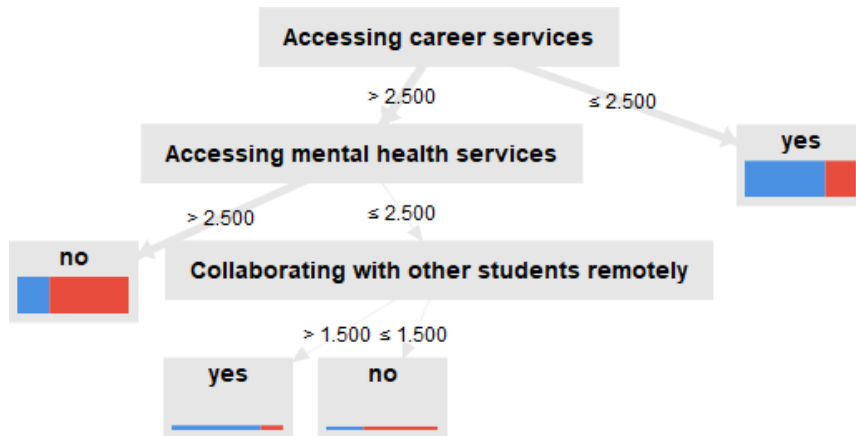 Accessing career services
> 2.500
≤ 2.500
Accessing mental health services
yes
> 2.500
≤ 2.500
no
Collaborating with other students remotely
> 1.500 ≤ 1.500
yes
no